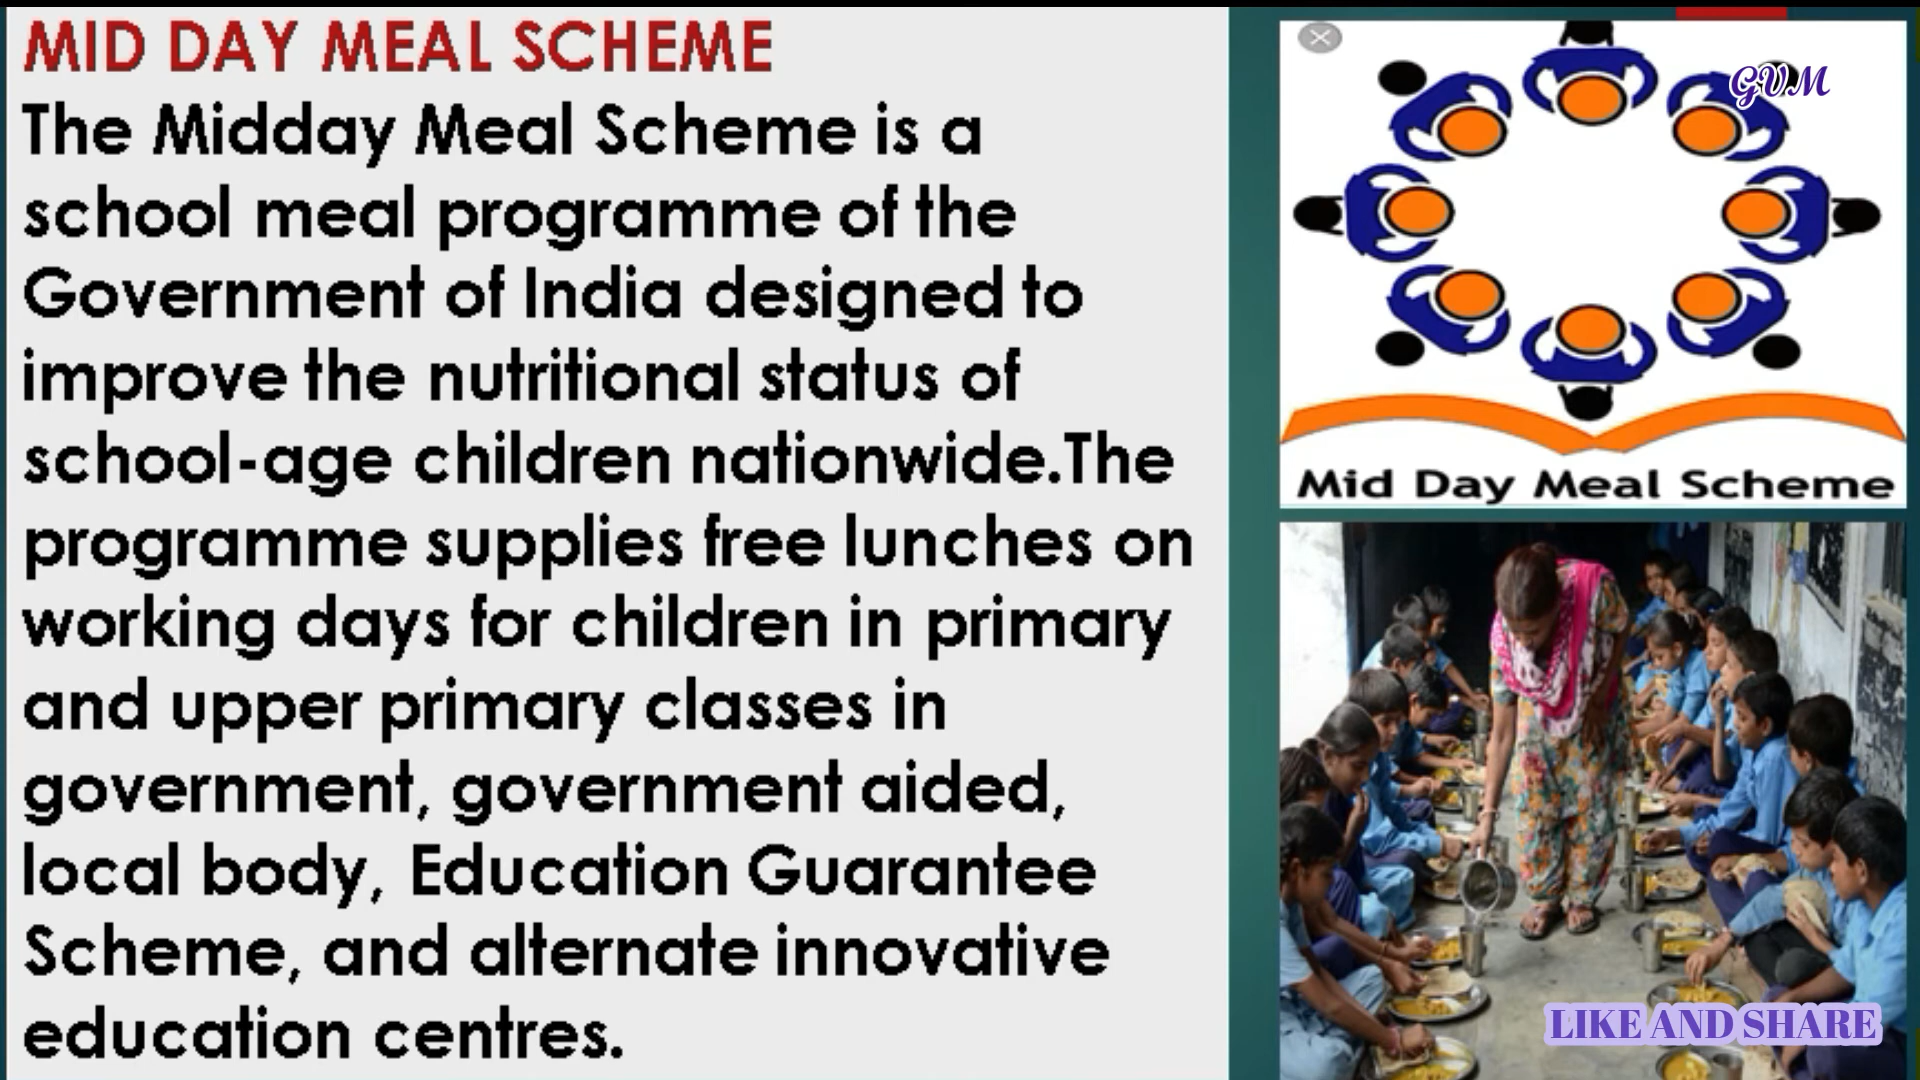 MID DAY MEAL SCHEME
The Midday Meal Scheme is a
school meal programme of the
Government of India designed to
improve the nutritional status of
school-age children nationwide.The
programme supplies free lunches on
working days for children in primary
and upper primary classes in
government, government aided,
local body, Education Guarantee
Scheme, and alternate innovative
education centres.
GVM
Mid Day Meal Scheme
LIKE AND SHARE